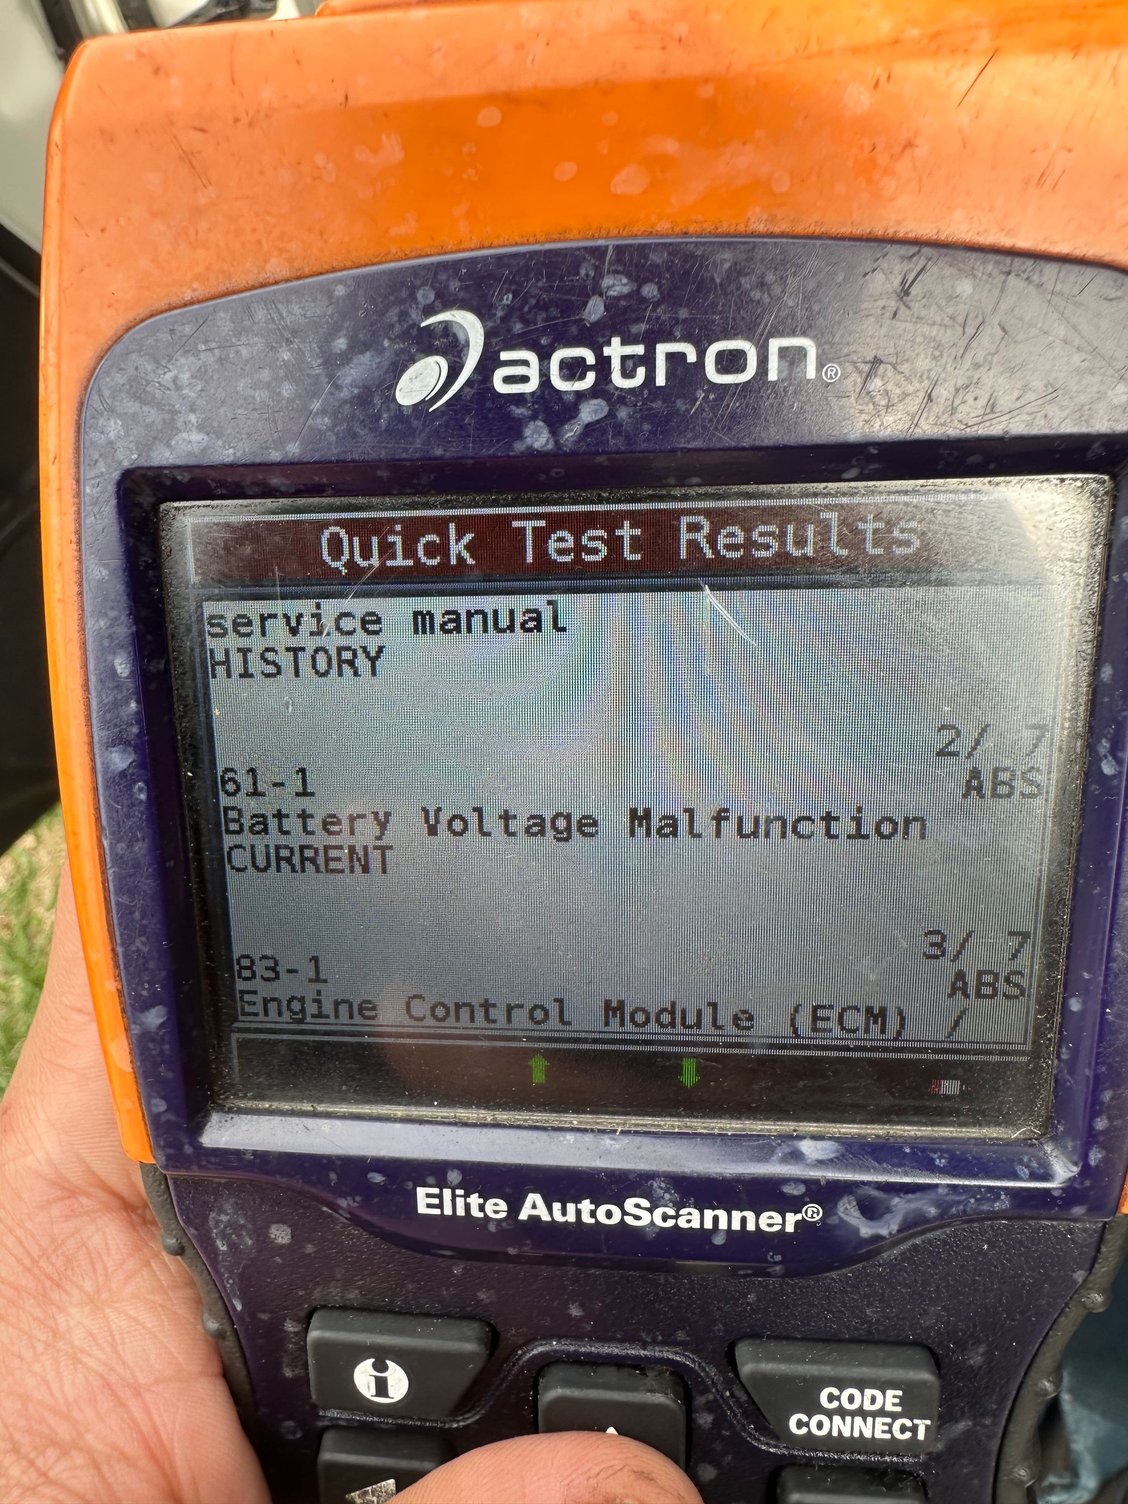 actron®
Quick Test Results
service manual
HISTORY
2/ 7
61-1 ABS
Battery Voltage Malfunction
CURRENT
3/ 7
83-1 ABS
Engine Control Module (ECM) /
Elite AutoScanner®
i
CODE
CONNECT